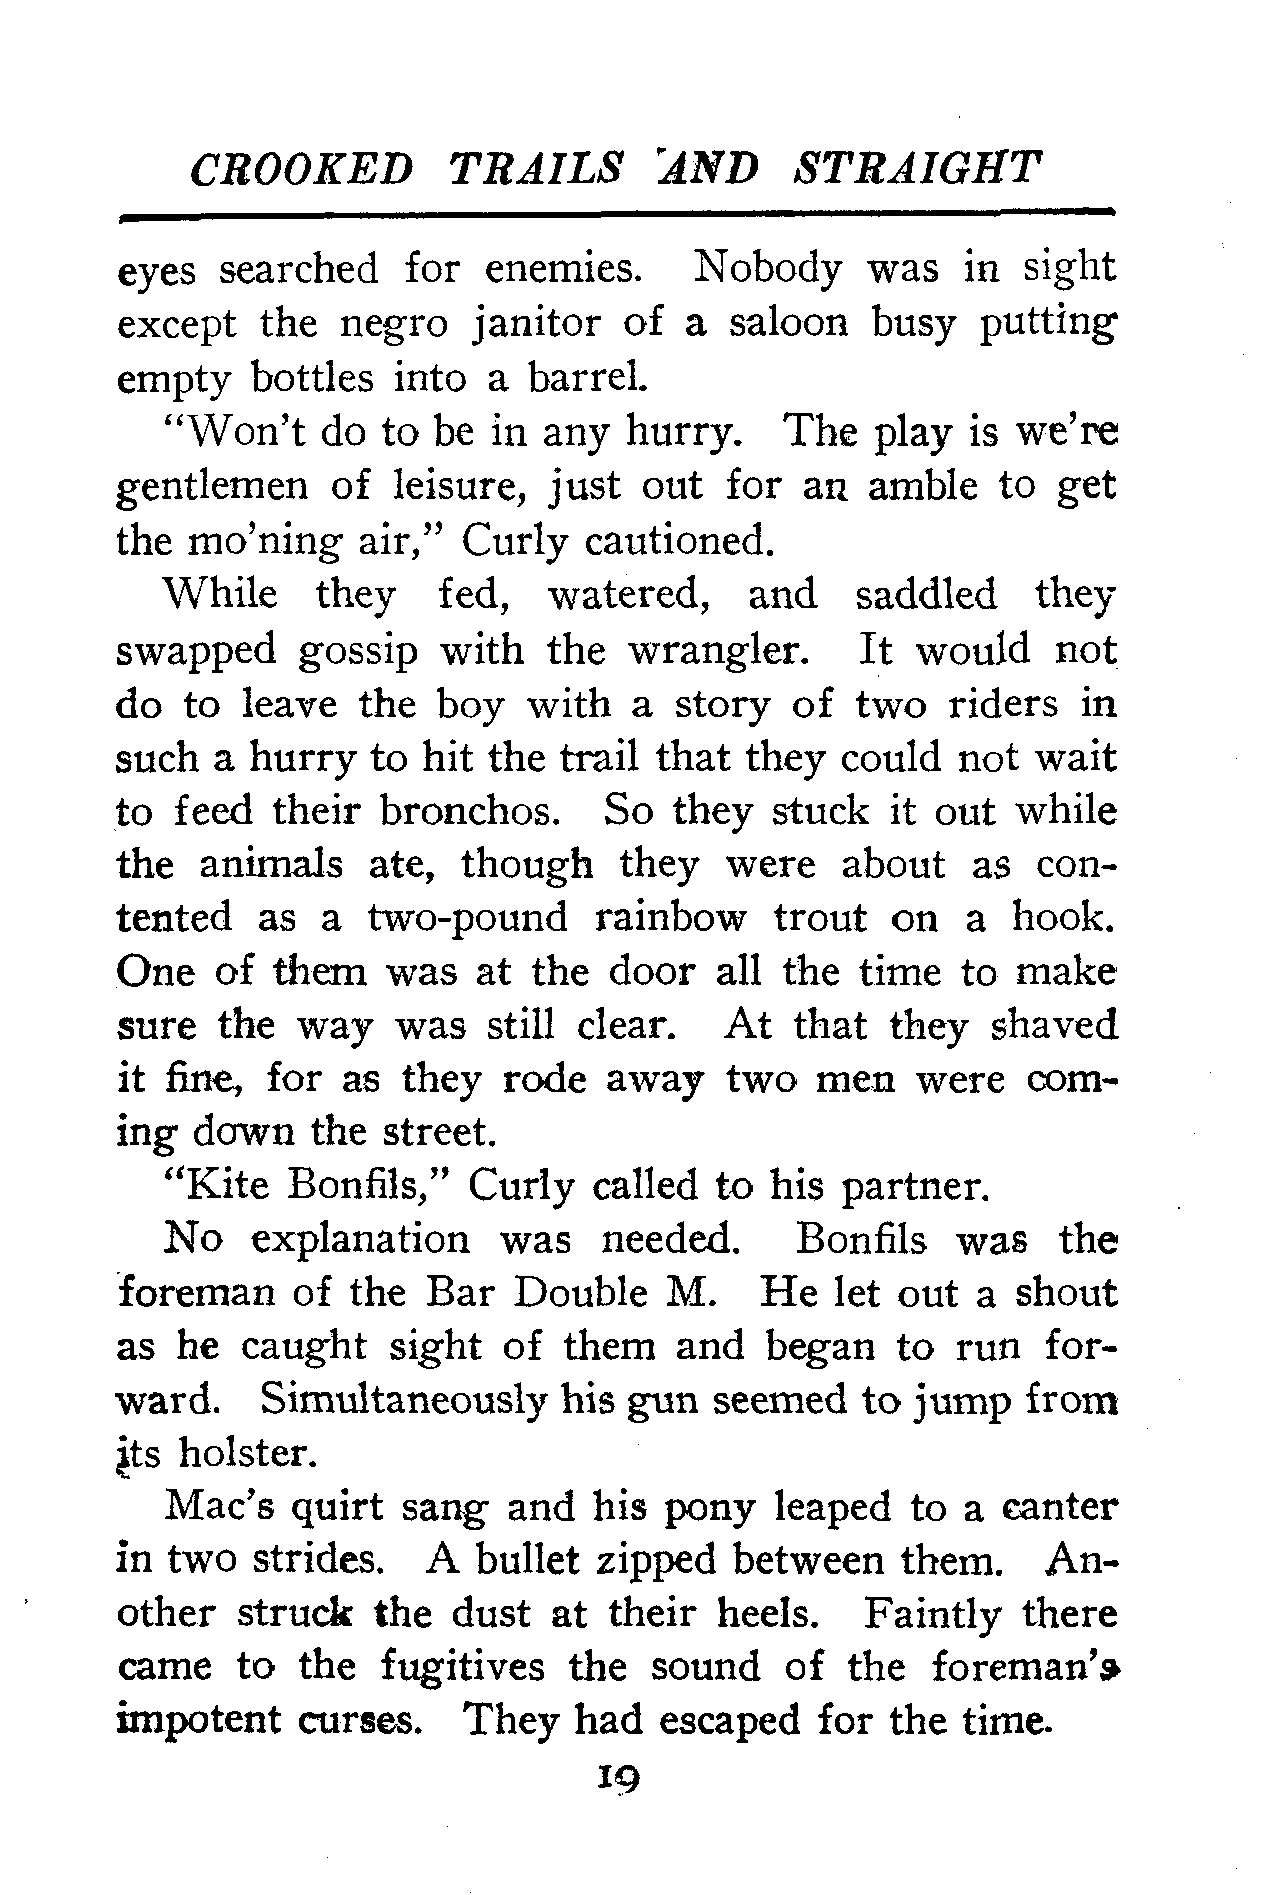 CROOKED TRAILS AND STRAIGHT
eyes searched for enemies. Nobody was in sight
except the negro janitor of a saloon busy putting
empty bottles into a barrel.
"Won't do to be in any hurry. The play is we're
gentlemen of leisure, just out for an amble to get
the mo'ning air," Curly cautioned.
While they fed, watered, and saddled they
swapped gossip with the wrangler. It would not
do to leave the boy with a story of two riders in
such a hurry to hit the trail that they could not wait
to feed their bronchos. So they stuck it out while
the animals ate, though they were about as con-
tented as a two-pound rainbow trout on a hook.
One of them was at the door all the time to make
sure the way was still clear. At that they shaved
it fine, for as they rode away two men were com-
ing down the street.
"Kite Bonfils," Curly called to his partner.
No explanation was needed. Bonfils was the
foreman of the Bar Double M. He let out a shout
as he caught sight of them and began to run for-
ward. Simultaneously his gun seemed to jump from
its holster.
Mac's quirt sang and his pony leaped to a canter
in two strides. A bullet zipped between them. An-
other struck the dust at their heels. Faintly there
came to the fugitives the sound of the foreman's
impotent curses. They had escaped for the time.
19